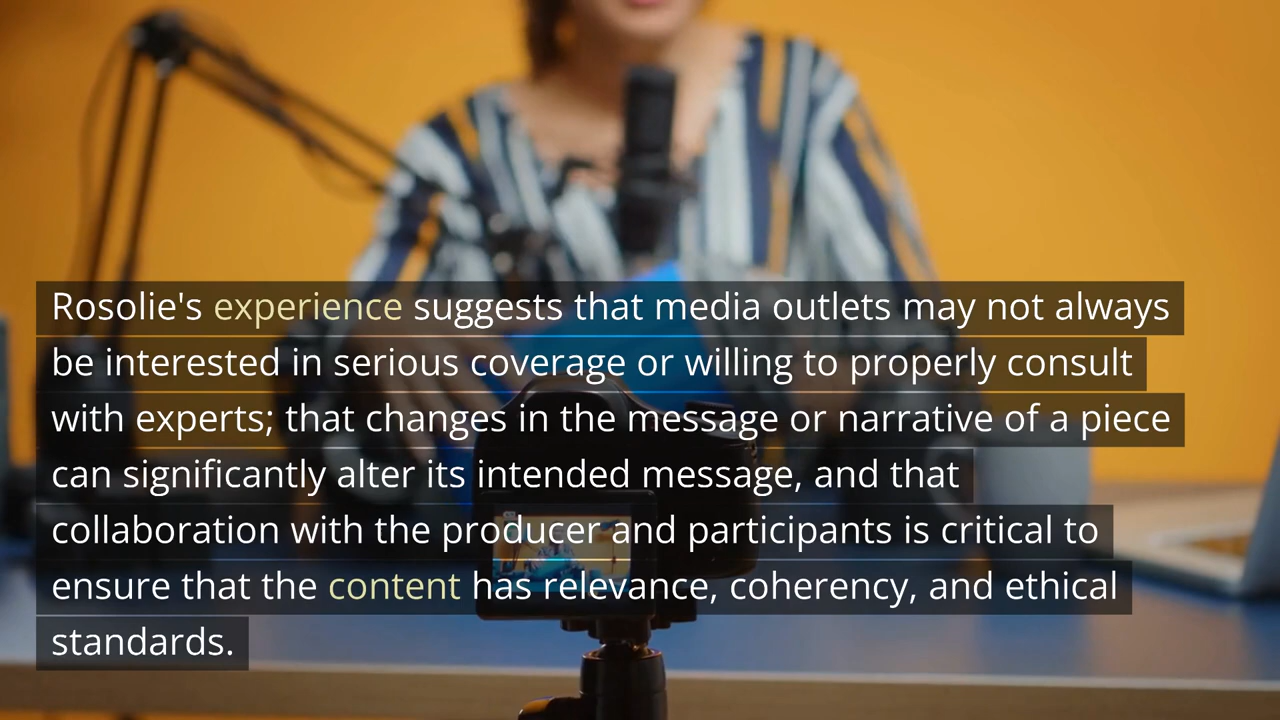 Rosolie's experience suggests that media outlets may not always
be interested in serious coverage or willing to properly consult
with experts; that changes in the message or narrative of a piece
can significantly alter its intended message, and that
collaboration with the producer and participants is critical to
ensure that the content has relevance, coherency, and ethical
standards.